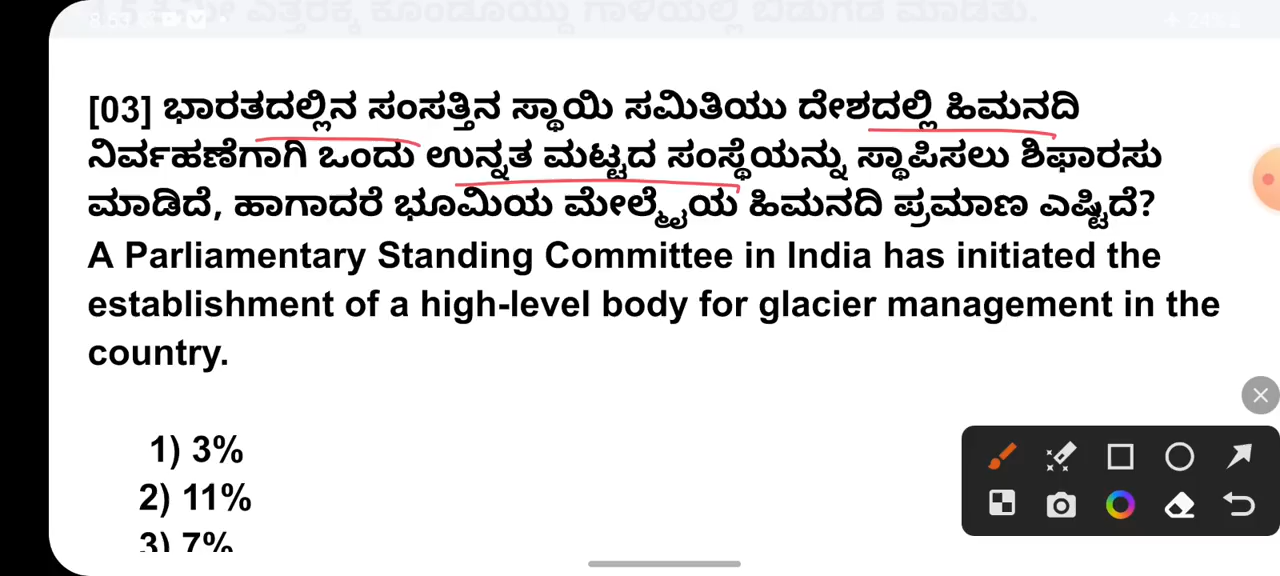 8:53
[03] ಭಾರತದಲ್ಲಿನ ಸಂಸತ್ತಿನ ಸ್ಥಾಯಿ ಸಮಿತಿಯು ದೇಶದಲ್ಲಿ ಹಿಮನದಿ
ನಿರ್ವಹಣೆಗಾಗಿ ಒಂದು ಉನ್ನತ ಮಟ್ಟದ ಸಂಸ್ಥೆಯನ್ನು ಸ್ಥಾಪಿಸಲು ಶಿಫಾರಸು
ಮಾಡಿದೆ, ಹಾಗಾದರೆ ಭೂಮಿಯ ಮೇಲ್ಮೈಯ ಹಿಮನದಿ ಪ್ರಮಾಣ ಎಷ್ಟಿದೆ?
A Parliamentary Standing Committee in India has initiated the
establishment of a high-level body for glacier management in the
country.
1) 3%
2) 11%
3) 7%